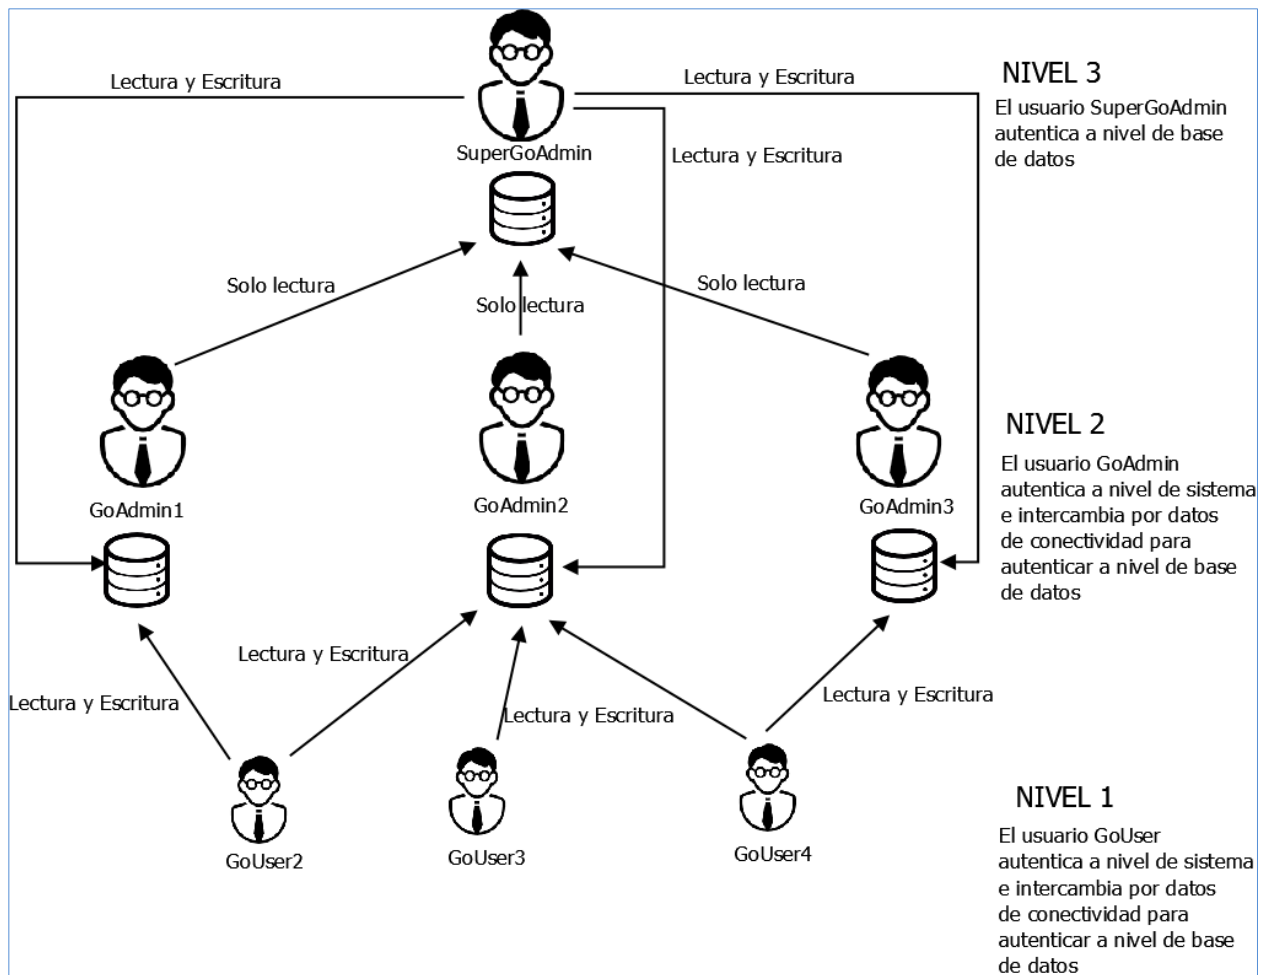 Lectura y Escritura
Lectura y Escritura
NIVEL 3
El usuario SuperGoAdmin
autentica a nivel de base
de datos
SuperGoAdmin
Lectura y Escritura
Solo lectura
Solo lectura
Solo lectura
NIVEL 2
El usuario GoAdmin
autentica a nivel de sistema
e intercambia por datos
de conectividad para
autenticar a nivel de base
de datos
GoAdmin1
GoAdmin2
GoAdmin3
Lectura y Escritura
Lectura y Escritura
Lectura y Escritura
Lectura y Escritura
GoUser2
GoUser3
GoUser4
NIVEL 1
El usuario GoUser
autentica a nivel de sistema
e intercambia por datos
de conectividad para
autenticar a nivel de base
de datos